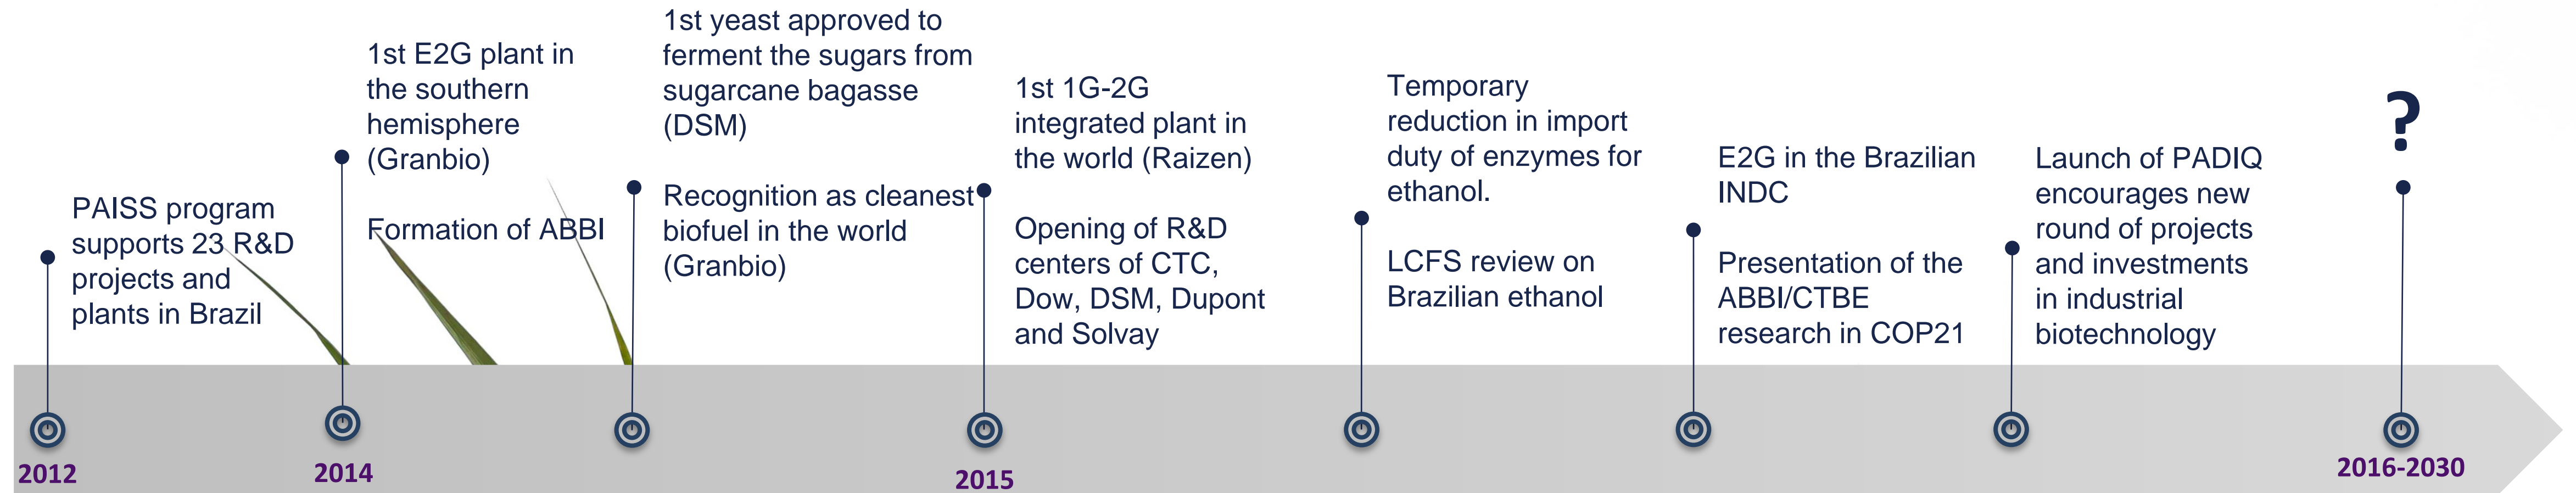 PAISS program
supports 23 R&D
projects and
plants in Brazil
2012
1st E2G plant in
the southern
hemisphere
(Granbio)
Formation of ABBI
2014
1st yeast approved to
ferment the sugars from
sugarcane bagasse
(DSM)
Recognition as cleanest
biofuel in the world
(Granbio)
1st 1G-2G
integrated plant in
the world (Raizen)
Opening of R&D
centers of CTC,
Dow, DSM, Dupont
and Solvay
2015
Temporary
reduction in import
duty of enzymes for
ethanol.
LCFS review on
Brazilian ethanol
E2G in the Brazilian
INDC
Presentation of the
ABBI/CTBE
research in COP21
Launch of PADIQ
encourages new
round of projects
and investments
in industrial
biotechnology
?
2016-2030